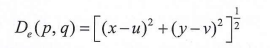 D_e(p, q) = [(x−u)² + (y−v)²]^{1/2}